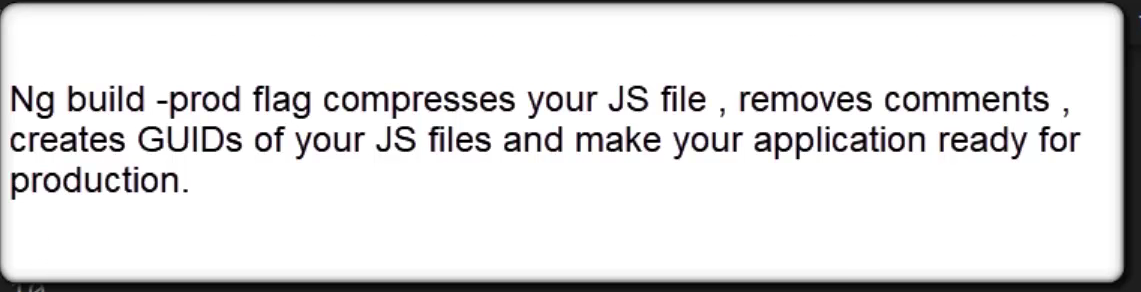 Ng build -prod flag compresses your JS file , removes comments ,
creates GUIDs of your JS files and make your application ready for
production.